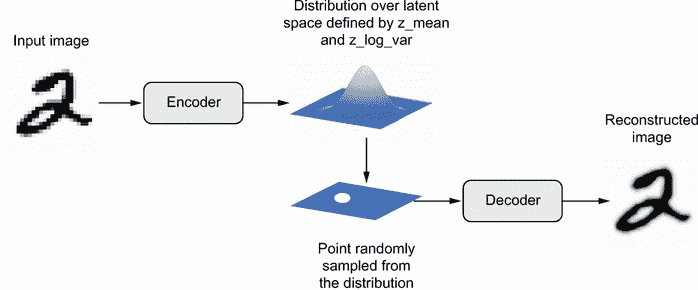 Distribution over latent
space defined by z_mean
and z_log_var
Input image
Encoder
Reconstructed
image
Decoder
Point randomly
sampled from
the distribution